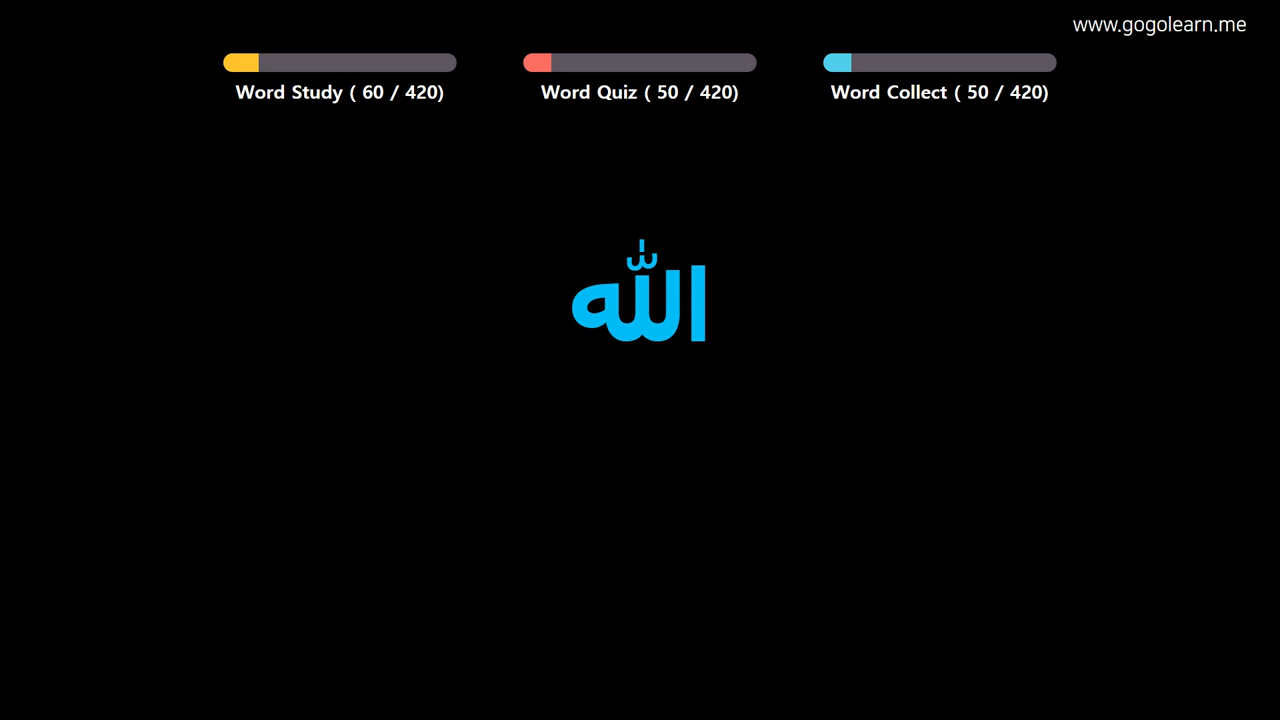 www.gogolearn.me
Word Study ( 60 / 420)
Word Quiz ( 50 / 420)
Word Collect ( 50 / 420)
الله